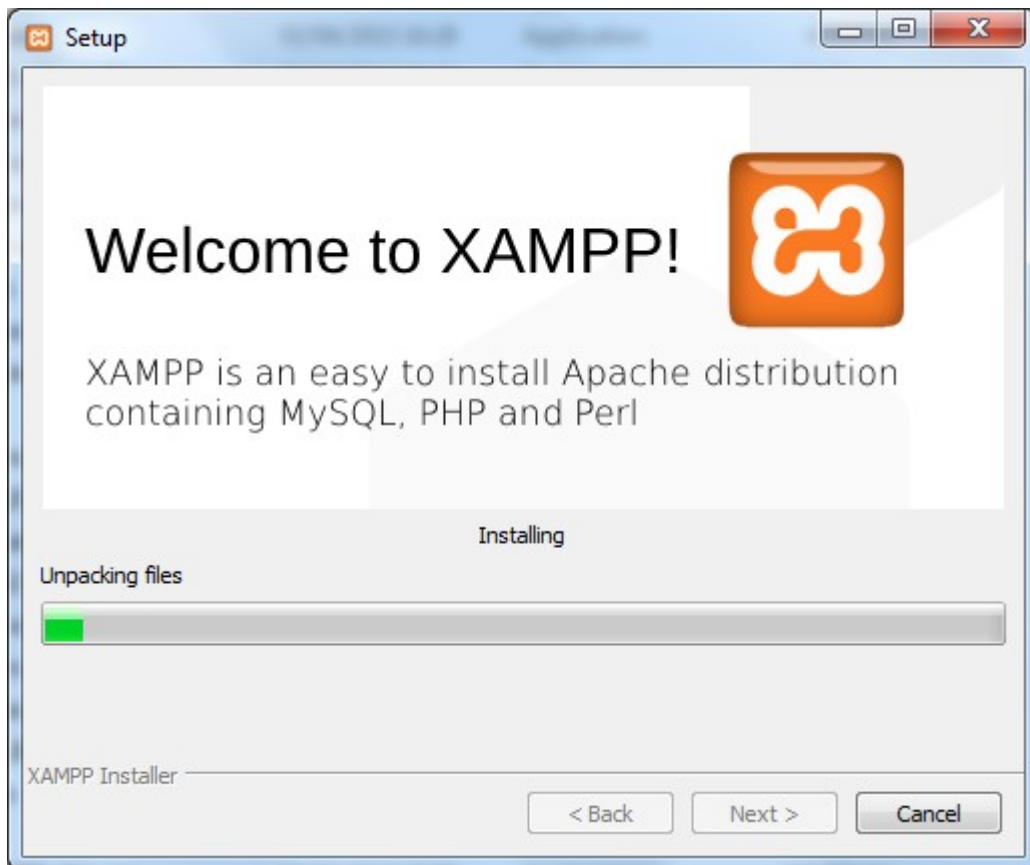 Setup
Welcome to XAMPP!
XAMPP is an easy to install Apache distribution
containing MySQL, PHP and Perl
Installing
Unpacking files
XAMPP Installer
< Back Next > Cancel